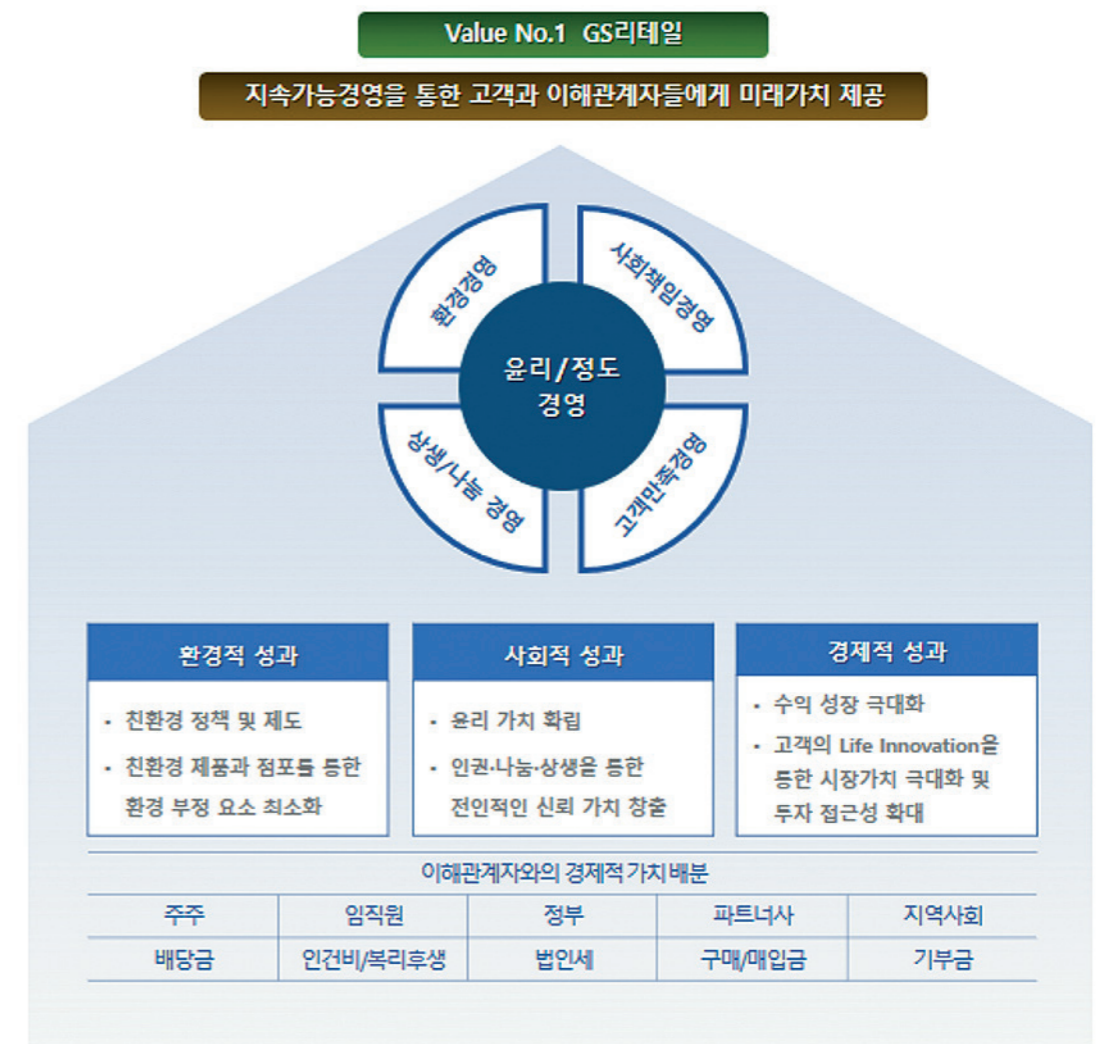 Value No.1 GS리테일
지속가능경영을 통한 고객과 이해관계자들에게 미래가치 제공
환경경영
사회책임경영
윤리/정도
경영
상생/나눔 경영
고객만족경영
환경적 성과
• 친환경 정책 및 제도
• 친환경 제품과 점포를 통한
환경 부정 요소 최소화
사회적 성과
• 윤리 가치 확립
• 인권·나눔·상생을 통한
전인적인 신뢰 가치 창출
경제적 성과
• 수익 성장 극대화
• 고객의 Life Innovation을
통한 시장가치 극대화 및
투자 접근성 확대
이해관계자와의 경제적 가치 배분
주주 임직원 정부 파트너사 지역사회
배당금 인건비/복리후생 법인세 구매/매입금 기부금